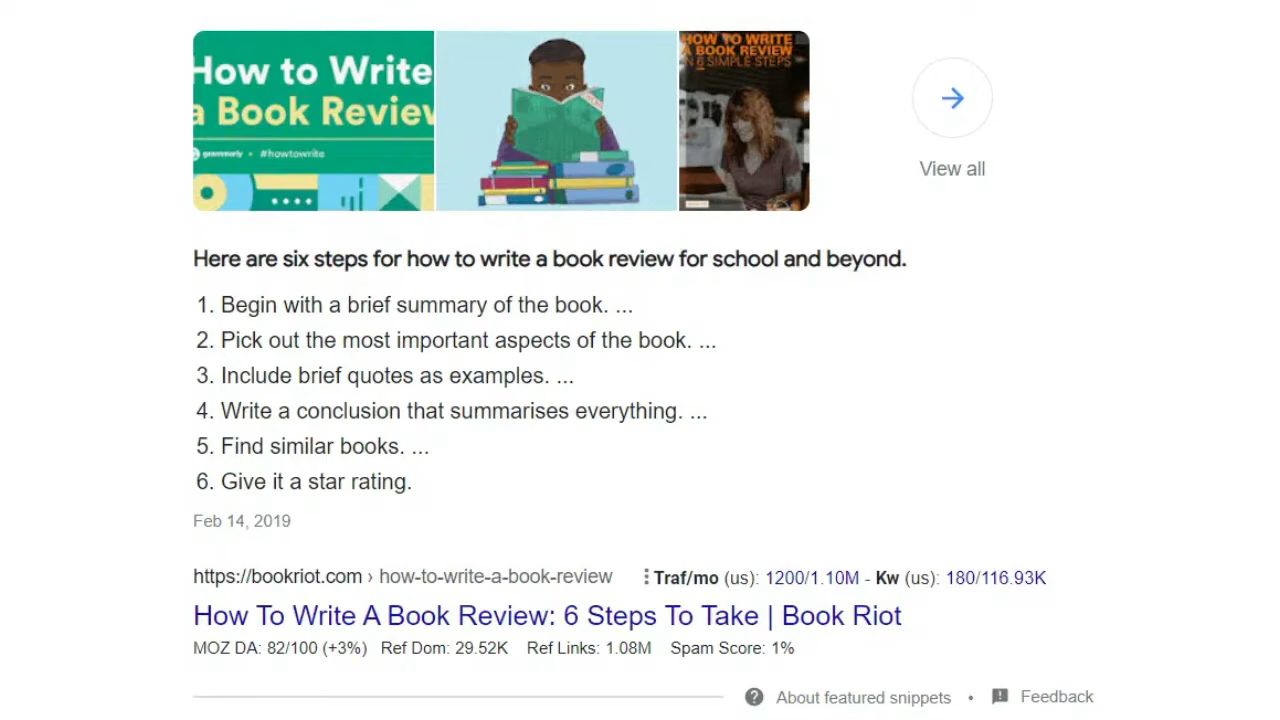 How to Write
a Book Review
grammarly • #howtowrite
HOW TO WRITE
A BOOK REVIEW
IN 6 SIMPLE STEPS
View all
Here are six steps for how to write a book review for school and beyond.
1. Begin with a brief summary of the book. ...
2. Pick out the most important aspects of the book. ...
3. Include brief quotes as examples. ...
4. Write a conclusion that summarises everything. ...
5. Find similar books. ...
6. Give it a star rating.
Feb 14, 2019
https://bookriot.com › how-to-write-a-book-review ⋮ Traf/mo (us): 1200/1.10M - Kw (us): 180/116.93K
How To Write A Book Review: 6 Steps To Take | Book Riot
MOZ DA: 82/100 (+3%) Ref Dom: 29.52K Ref Links: 1.08M Spam Score: 1%
About featured snippets • Feedback